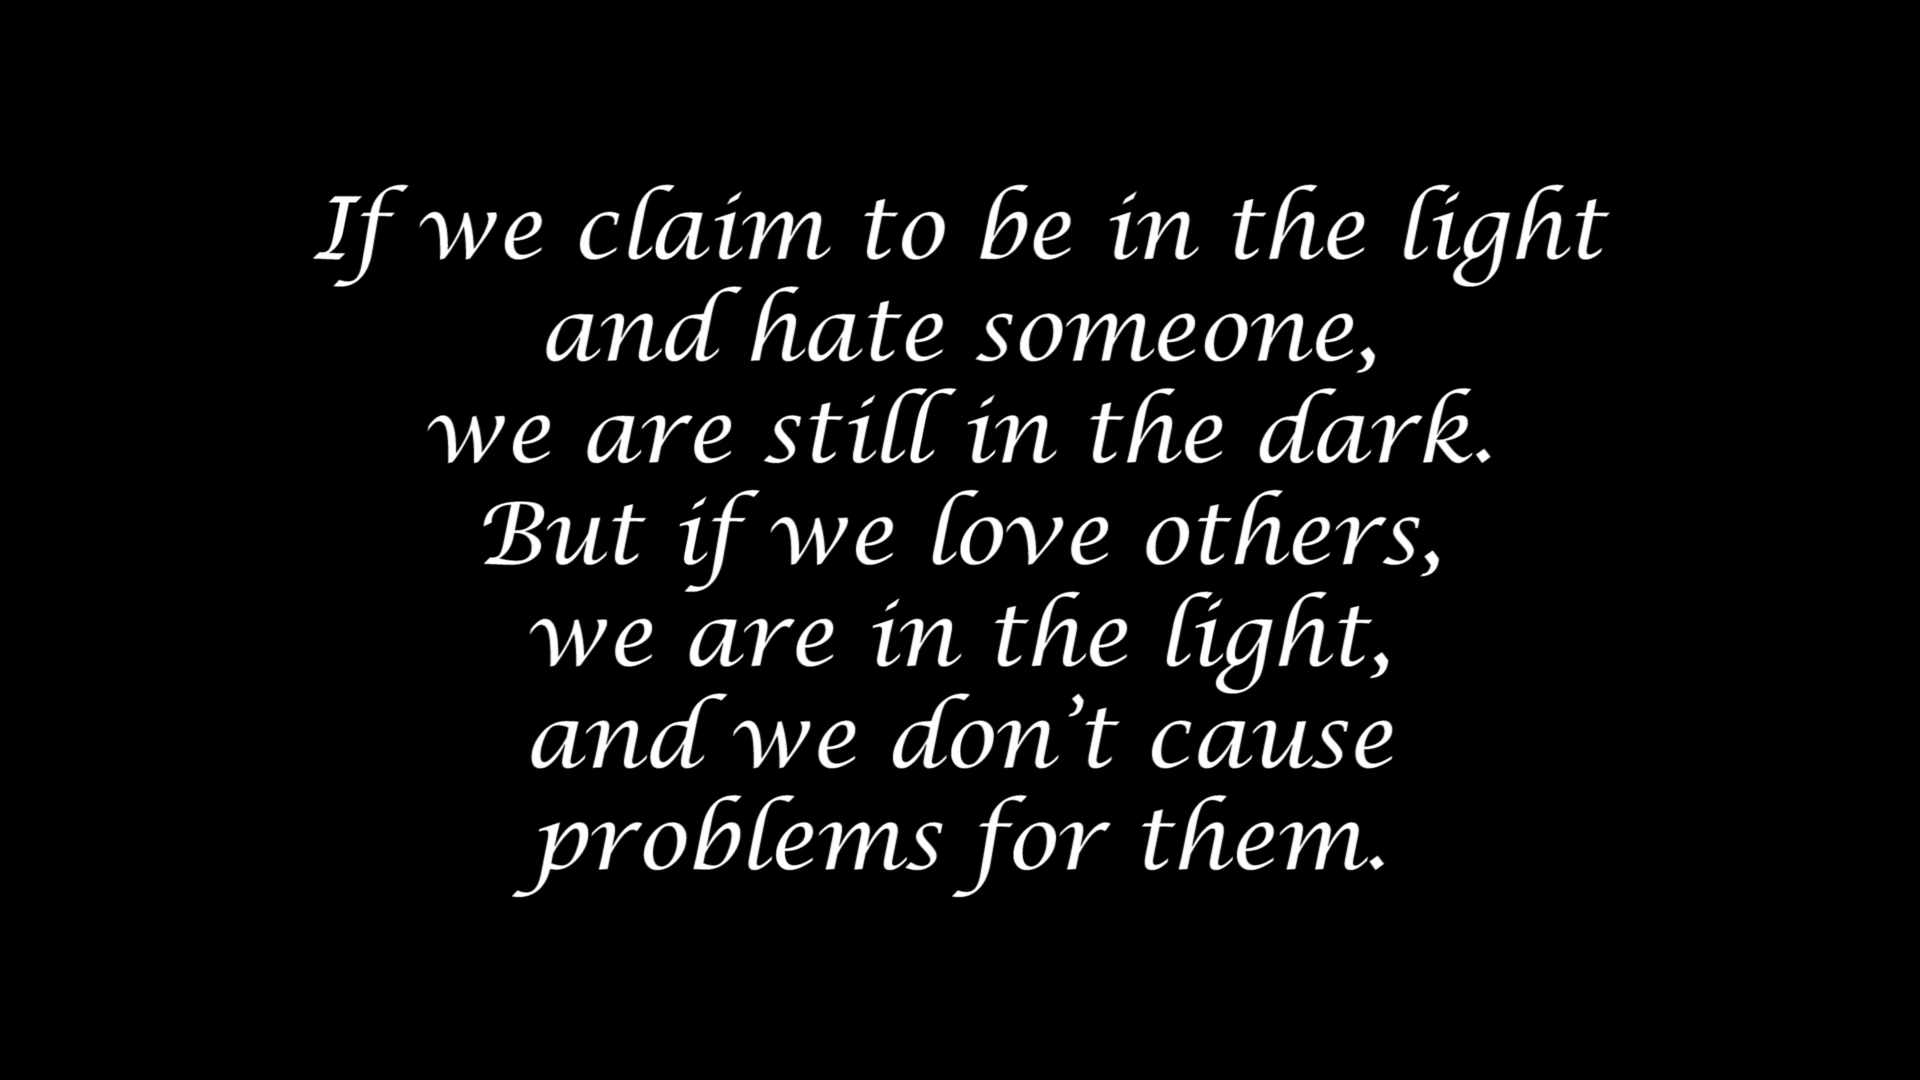 If we claim to be in the light
and hate someone,
we are still in the dark.
But if we love others,
we are in the light,
and we don’t cause
problems for them.